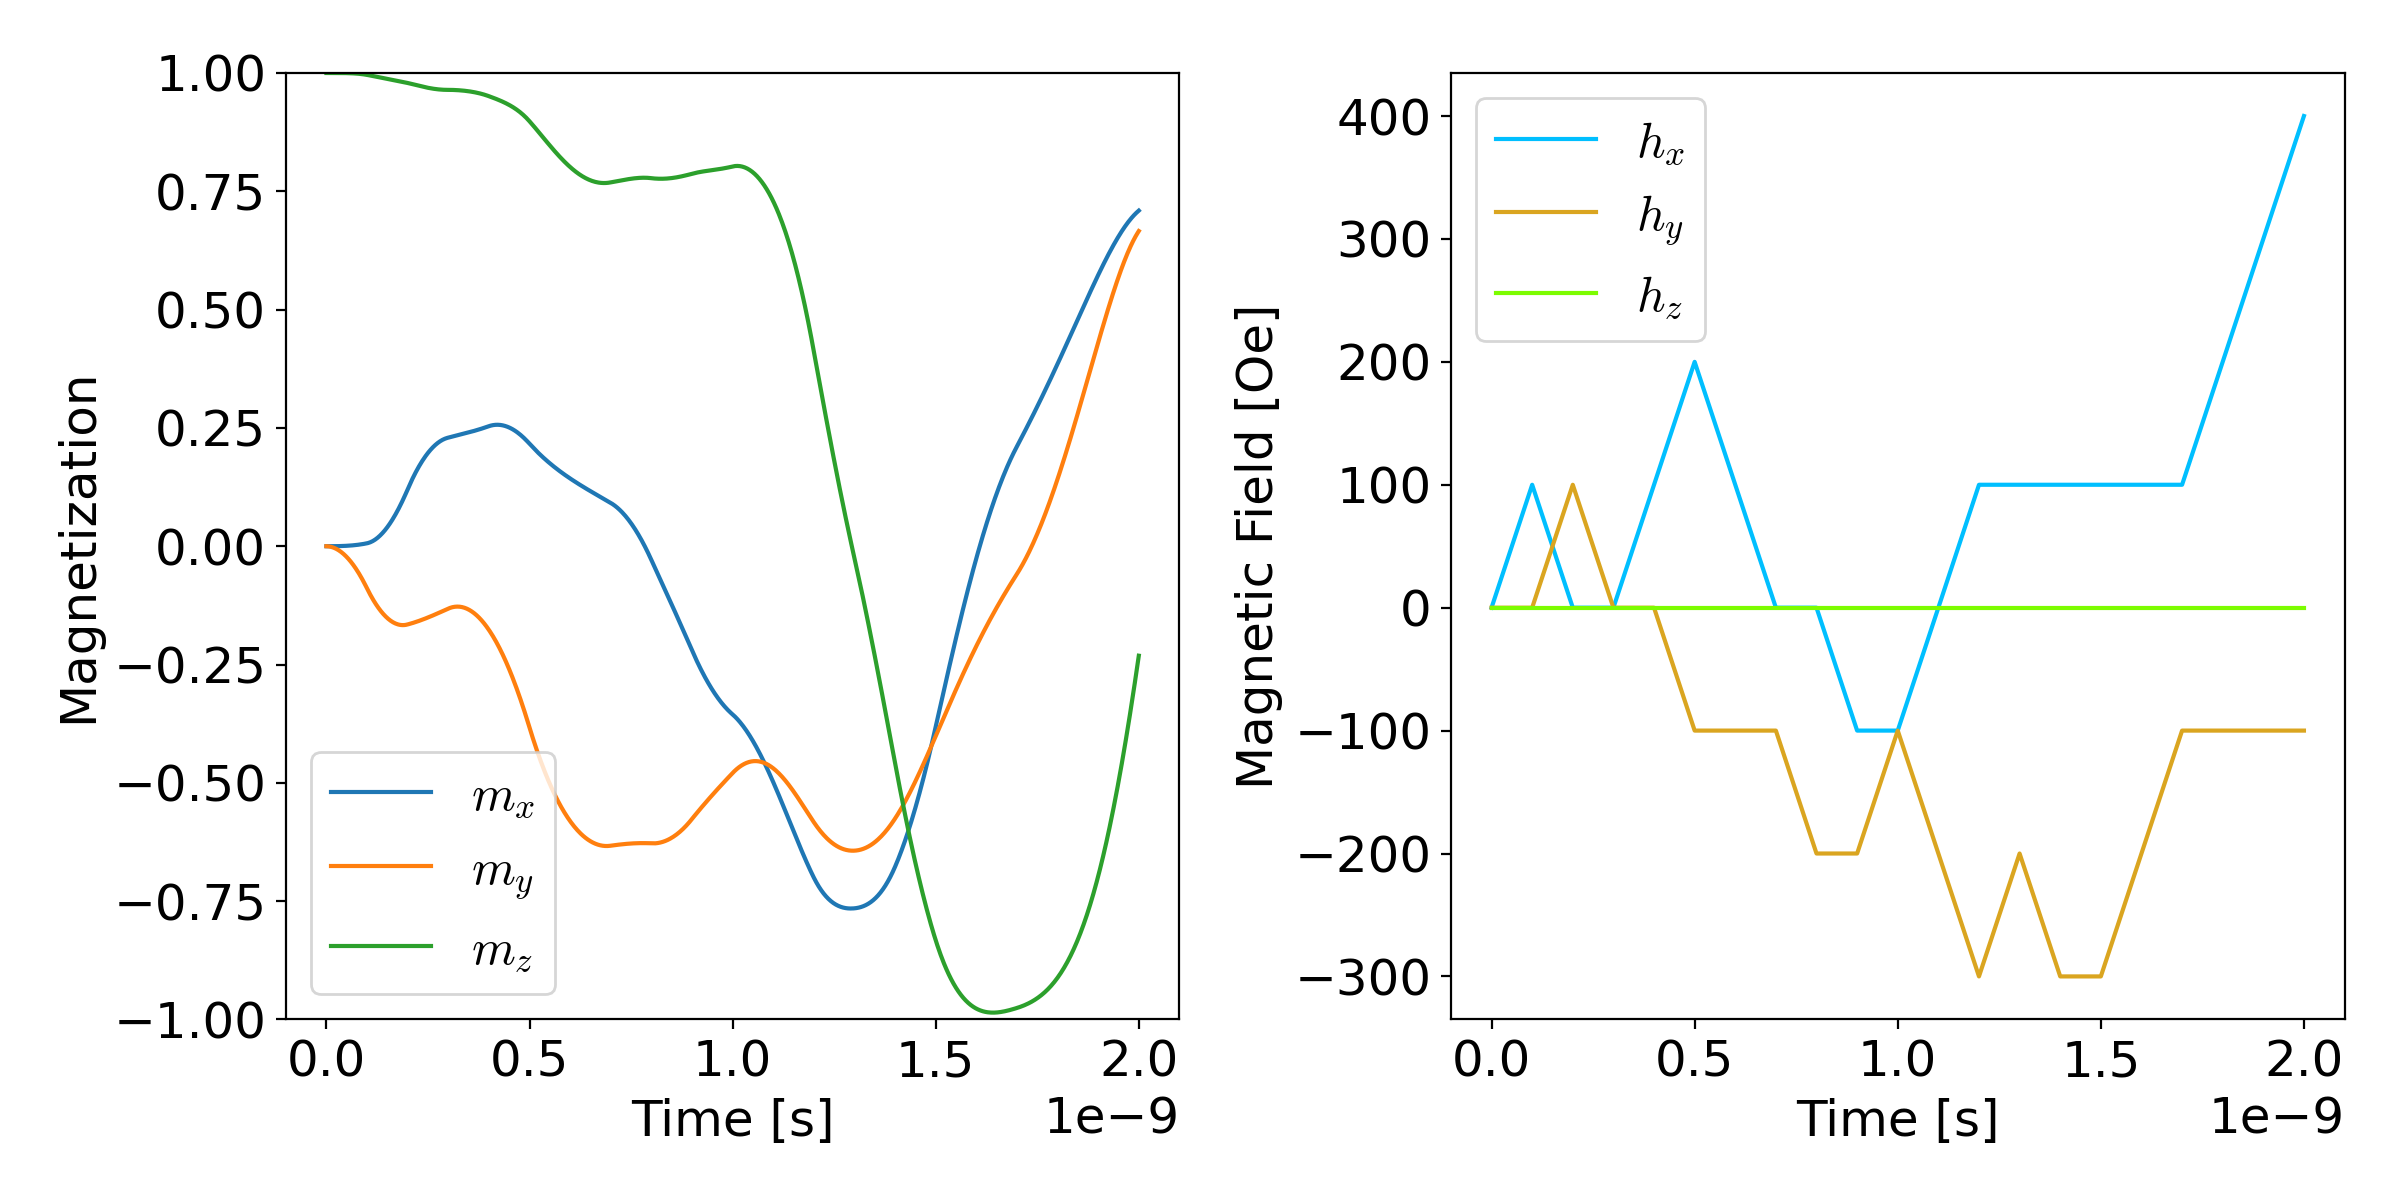 1.00
0.75
0.50
0.25
0.00
−0.25
−0.50
−0.75
−1.00
Magnetization
m_x
m_y
m_z
0.0 0.5 1.0 1.5 2.0
Time [s]
1e−9
400
300
200
100
0
−100
−200
−300
Magnetic Field [Oe]
h_x
h_y
h_z
0.0 0.5 1.0 1.5 2.0
Time [s]
1e−9